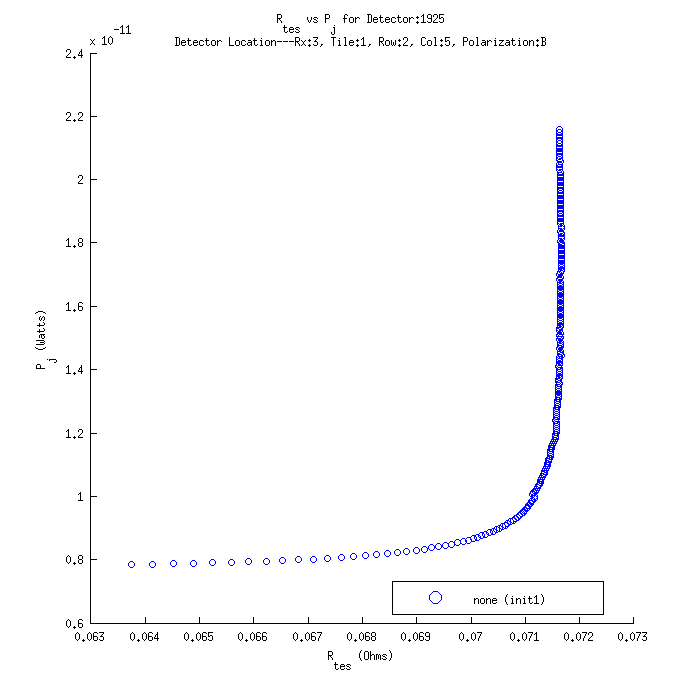 R_tes vs P_j for Detector:1925
x 10^-11
Detector Location---Rx:3, Tile:1, Row:2, Col:5, Polarization:B
2.4
2.2
2
1.8
1.6
1.4
1.2
1
0.8
0.6
P_j (Watts)
none (init1)
0.063 0.064 0.065 0.066 0.067 0.068 0.069 0.07 0.071 0.072 0.073
R_tes (Ohms)